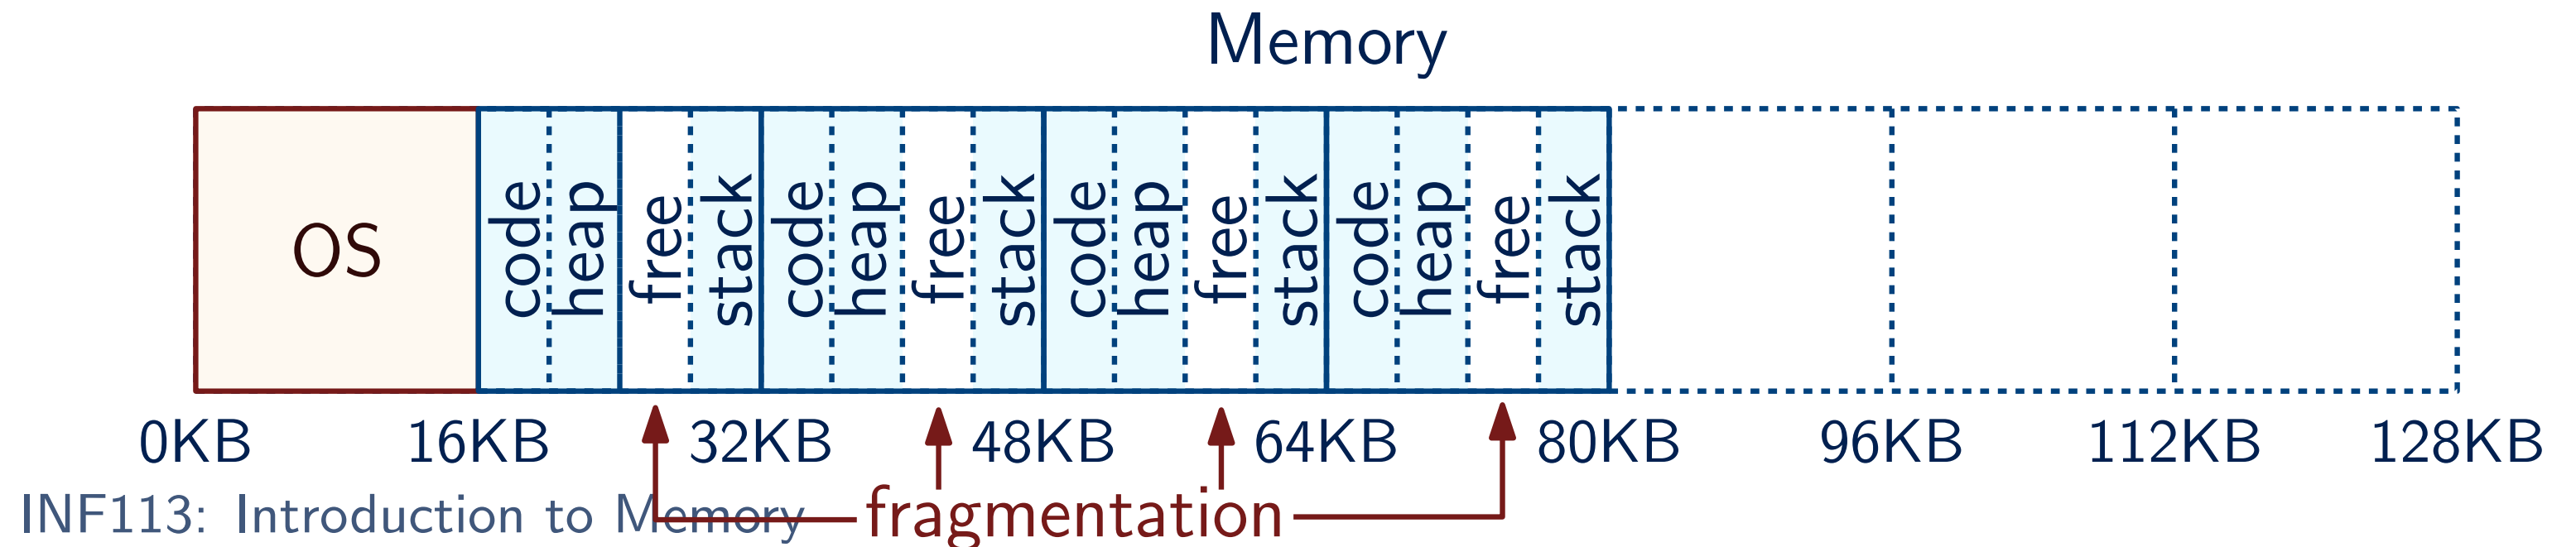 Memory
OS
code
heap
free
stack
code
heap
free
stack
code
heap
free
stack
code
heap
free
stack
0KB 16KB 32KB 48KB 64KB 80KB 96KB 112KB 128KB
INF113: Introduction to Memory
fragmentation